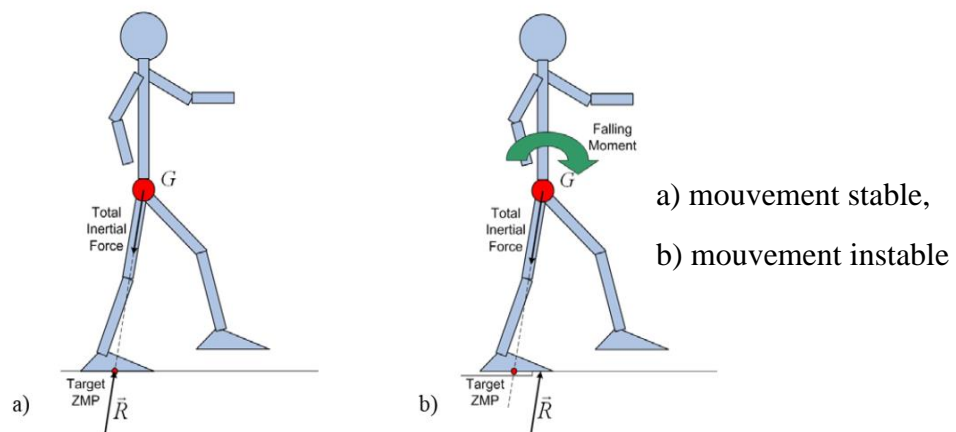 G
Total
Inertial
Force
Target
ZMP
R
a)
Falling
Moment
G
Total
Inertial
Force
Target
ZMP
R
b)
a) mouvement stable,
b) mouvement instable